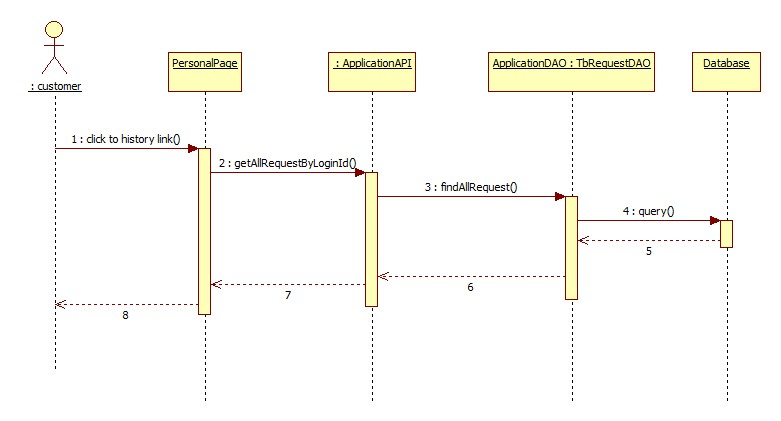 : customer
PersonalPage
: ApplicationAPI
ApplicationDAO : TbRequestDAO
Database
1 : click to history link()
2 : getAllRequestByLoginId()
3 : findAllRequest()
4 : query()
5
6
7
8